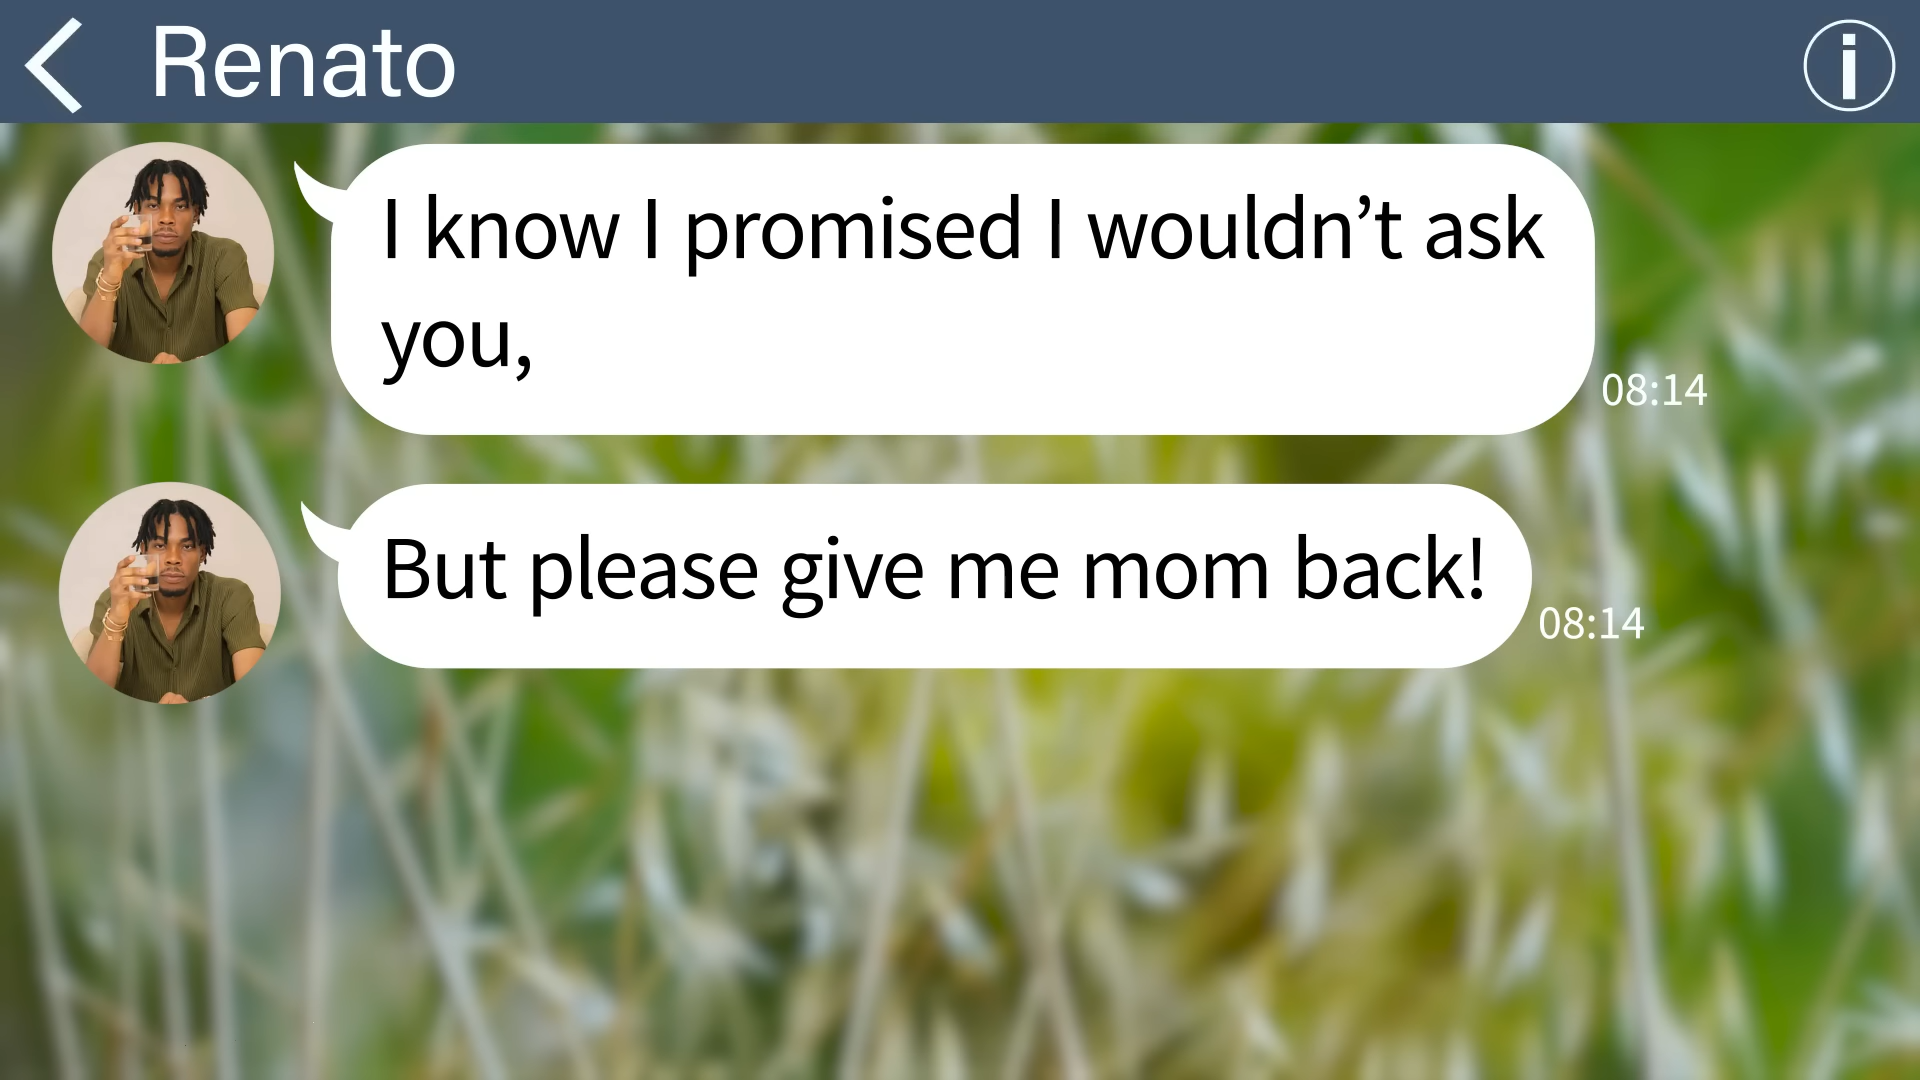 Renato
I know I promised I wouldn’t ask
you,
08:14
But please give me mom back!
08:14